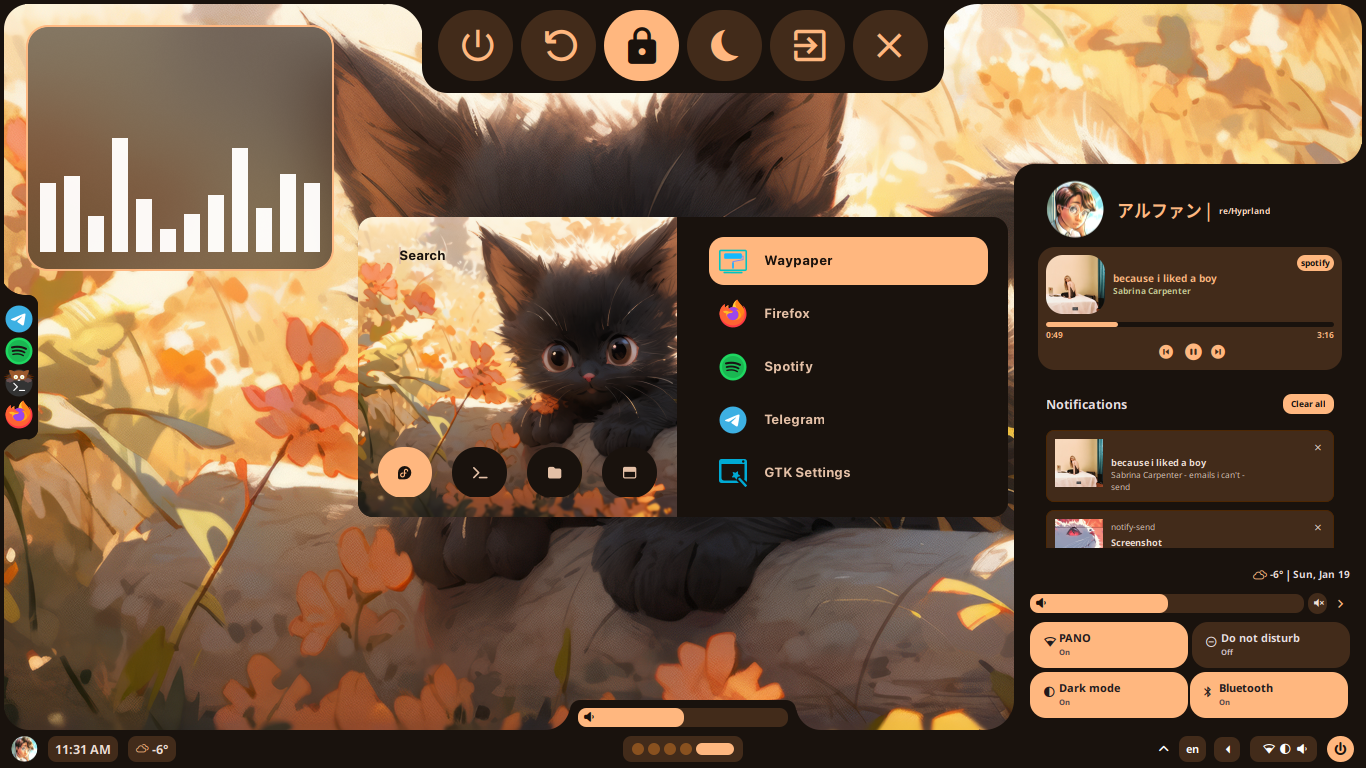 Search
Waypaper
Firefox
Spotify
Telegram
GTK Settings
アルファン | re/Hyprland
spotify
because i liked a boy
Sabrina Carpenter
0:49 3:16
Notifications Clear all
because i liked a boy
Sabrina Carpenter - emails i can't -
send
notify-send
Screenshot
-6° | Sun, Jan 19
PANO
On
Do not disturb
Off
Dark mode
On
Bluetooth
On
11:31 AM -6° en